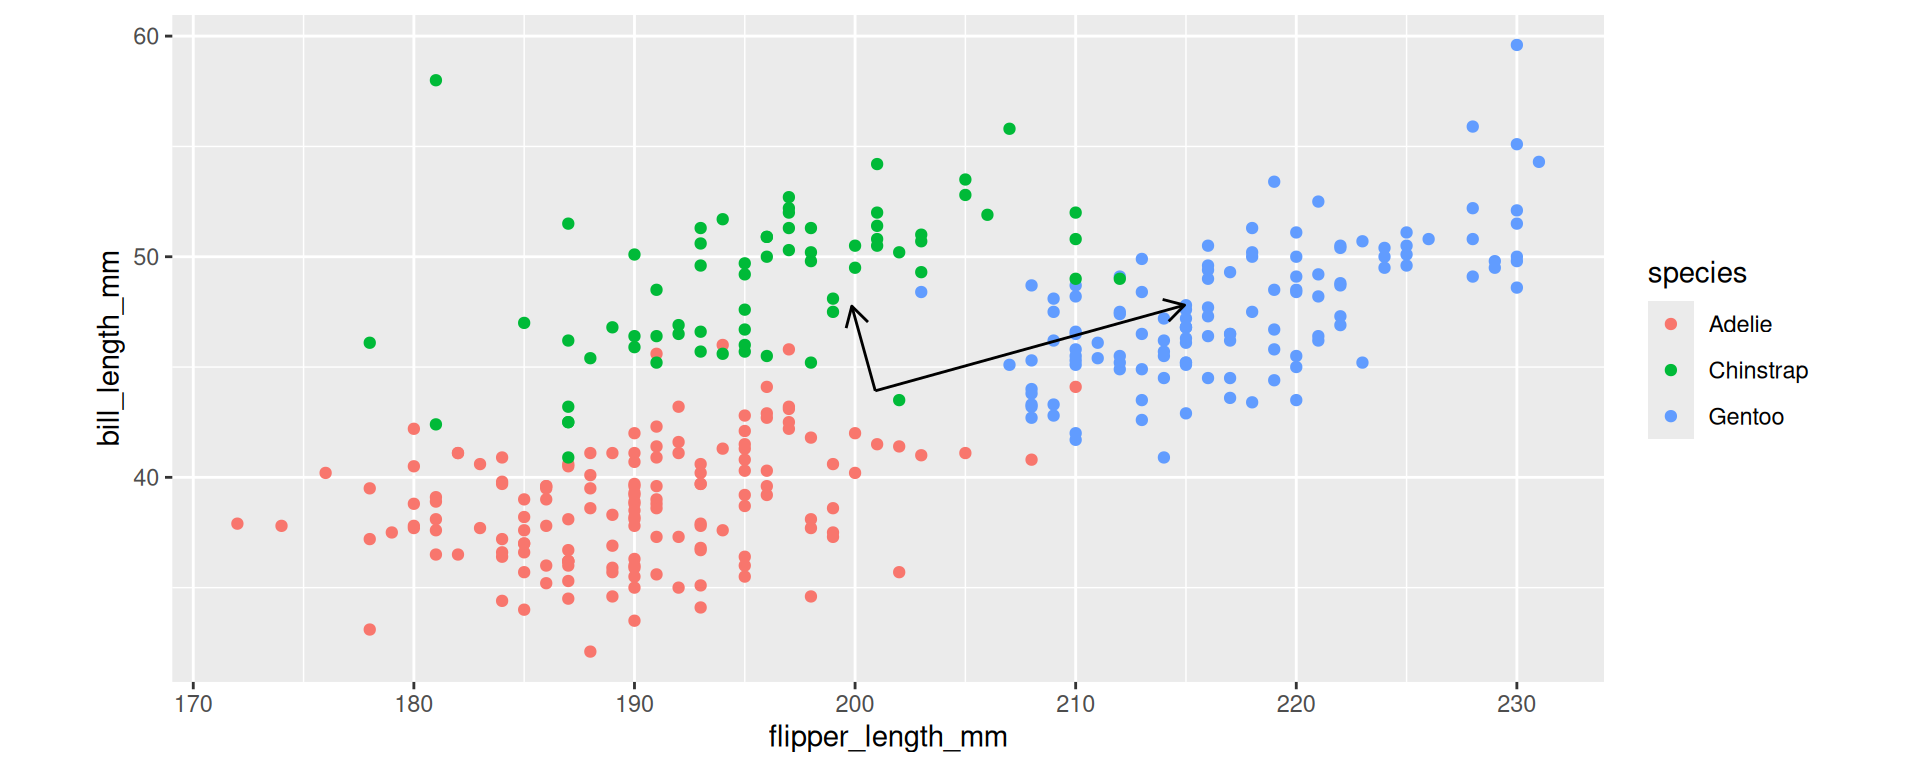 60
50
40
bill_length_mm
170 180 190 200 210 220 230
flipper_length_mm
species
Adelie
Chinstrap
Gentoo